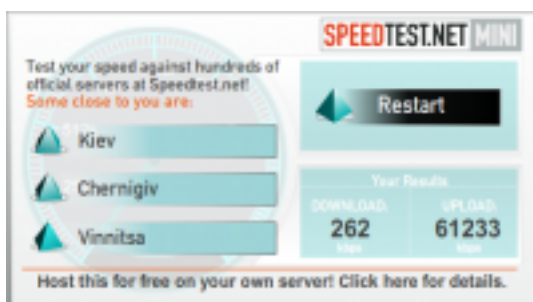 SPEEDTEST.NET MINI
Test your speed against hundreds of
official servers at Speedtest.net!
Some close to you are:
Kiev
Chernigiv
Vinnitsa
Restart
Your Results
DOWNLOAD: UPLOAD:
262 61233
kbps kbps
Host this for free on your own server! Click here for details.